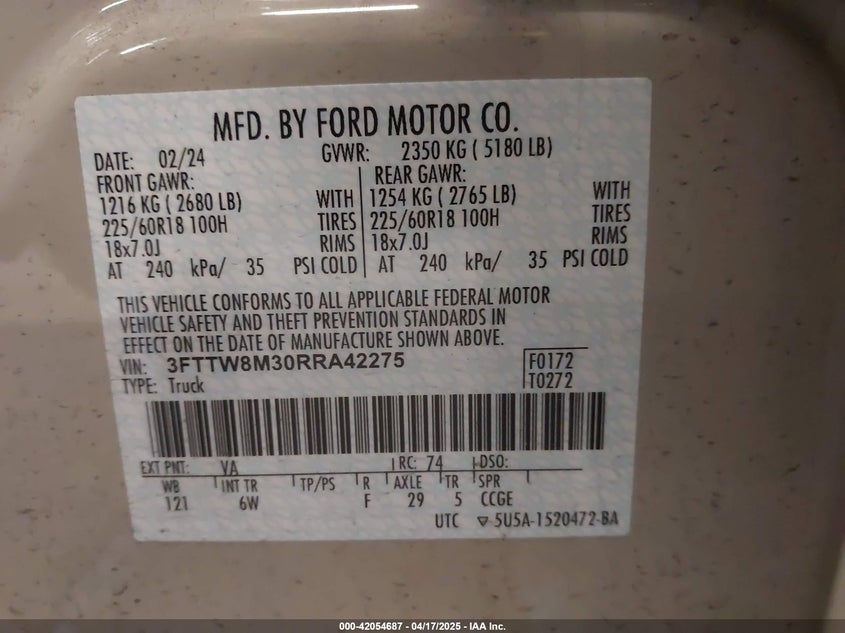 MFD. BY FORD MOTOR CO.
DATE: 02/24 GVWR: 2350 KG ( 5180 LB)
FRONT GAWR: REAR GAWR:
1216 KG ( 2680 LB) WITH 1254 KG ( 2765 LB) WITH
225/60R18 100H TIRES 225/60R18 100H TIRES
18x7.0J RIMS 18x7.0J RIMS
AT 240 kPa/ 35 PSI COLD AT 240 kPa/ 35 PSI COLD
THIS VEHICLE CONFORMS TO ALL APPLICABLE FEDERAL MOTOR
VEHICLE SAFETY AND THEFT PREVENTION STANDARDS IN
EFFECT ON THE DATE OF MANUFACTURE SHOWN ABOVE.
VIN: 3FTTW8M30RRA42275 F0172
TYPE: Truck T0272
EXT PNT: VA RC: 74 DSO:
WB INT TR TP/PS R AXLE TR SPR
121 6W F 29 5 CCGE
UTC 5U5A-1520472-BA
000-42054687 - 04/17/2025 - IAA Inc.